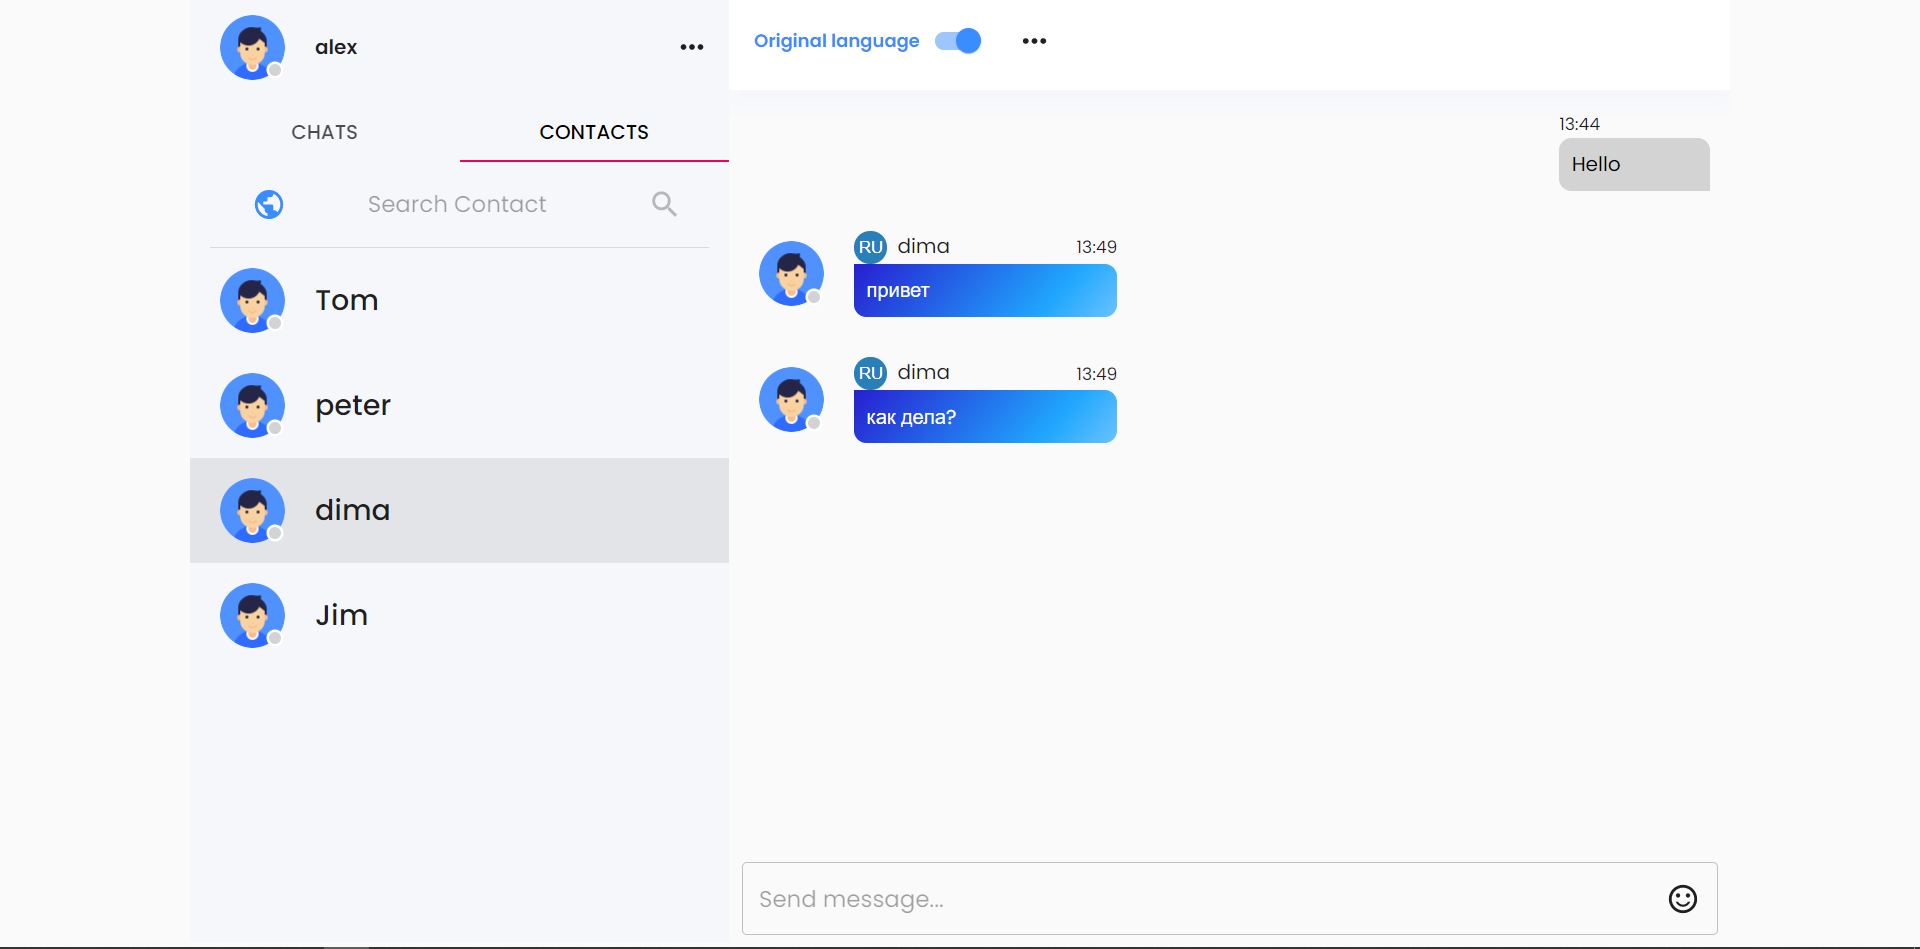 alex
CHATS
CONTACTS
Search Contact
Tom
peter
dima
Jim
Original language
13:44
Hello
RU dima 13:49
привет
RU dima 13:49
как дела?
Send message...